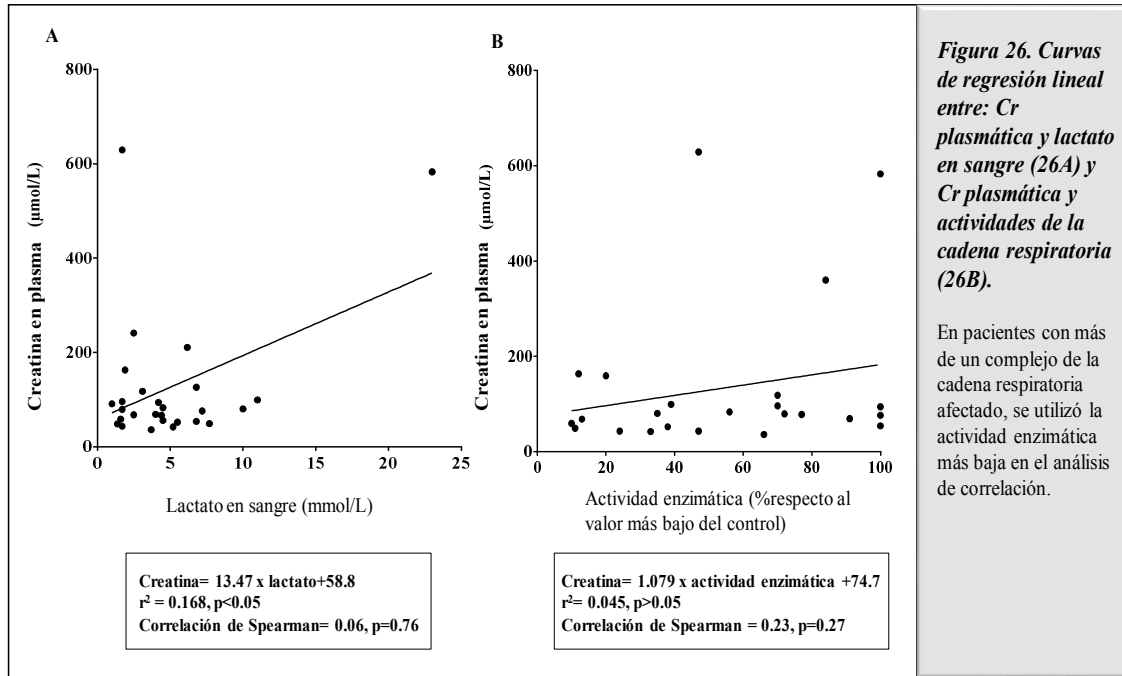 A
Creatina en plasma (µmol/L)
800
600
400
200
0
0 5 10 15 20 25
Lactato en sangre (mmol/L)
Creatina= 13.47 x lactato+58.8
r² = 0.168, p<0.05
Correlación de Spearman= 0.06, p=0.76
B
Creatina en plasma (µmol/L)
800
600
400
200
0
0 20 40 60 80 100
Actividad enzimática (%respecto al
valor más bajo del control)
Creatina= 1.079 x actividad enzimática +74.7
r²= 0.045, p>0.05
Correlación de Spearman = 0.23, p=0.27
Figura 26. Curvas
de regresión lineal
entre: Cr
plasmática y lactato
en sangre (26A) y
Cr plasmática y
actividades de la
cadena respiratoria
(26B).
En pacientes con más
de un complejo de la
cadena respiratoria
afectado, se utilizó la
actividad enzimática
más baja en el análisis
de correlación.